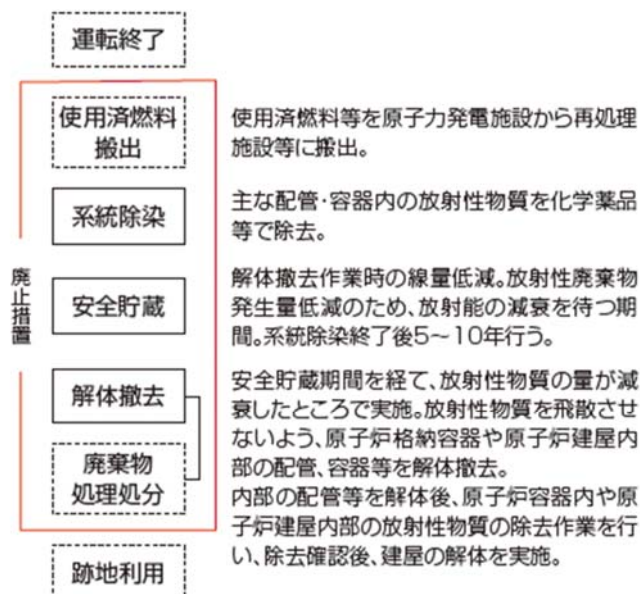 運転終了
使用済燃料
搬出
使用済燃料等を原子力発電施設から再処理
施設等に搬出。
系統除染
主な配管・容器内の放射性物質を化学薬品
等で除去。
廃止措置
安全貯蔵
解体撤去作業時の線量低減。放射性廃棄物
発生量低減のため、放射能の減衰を待つ期
間。系統除染終了後5～10年行う。
解体撤去
安全貯蔵期間を経て、放射性物質の量が減
衰したところで実施。放射性物質を飛散させ
ないよう、原子炉格納容器や原子炉建屋内
部の配管、容器等を解体撤去。
廃棄物
処理処分
内部の配管等を解体後、原子炉容器内や原
子炉建屋内部の放射性物質の除去作業を行
い、除去確認後、建屋の解体を実施。
跡地利用